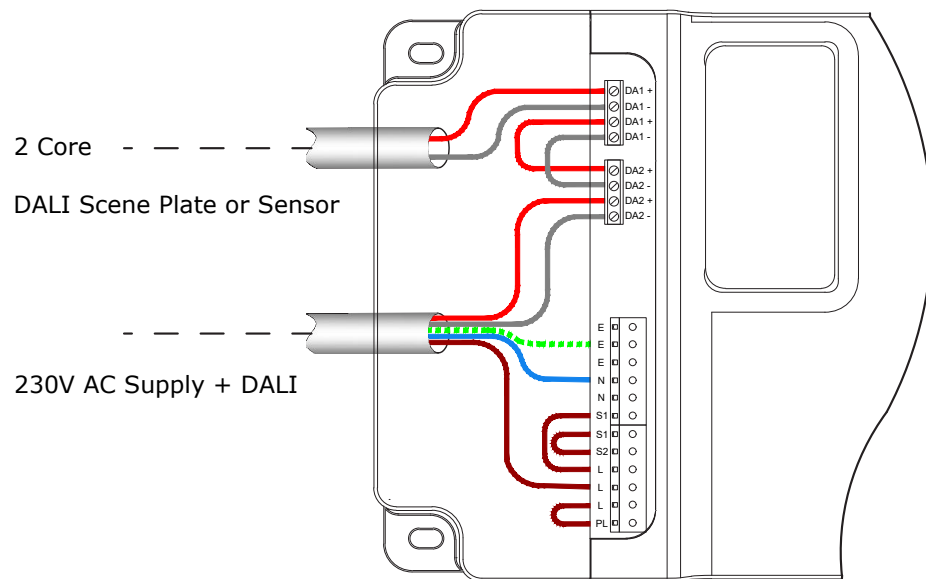 2 Core
DALI Scene Plate or Sensor
230V AC Supply + DALI
DA1 +
DA1 -
DA1 +
DA1 -
DA2 +
DA2 -
DA2 +
DA2 -
E
E
E
N
N
S1
S1
S2
L
L
L
PL